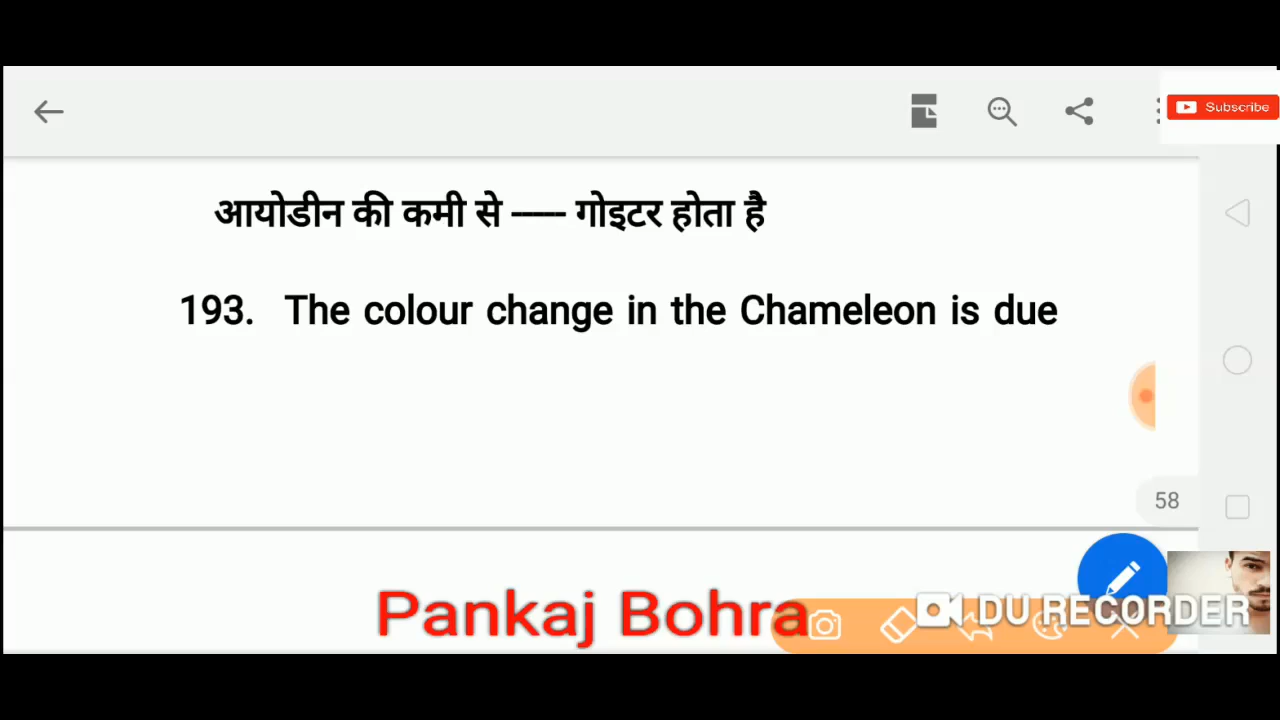 Subscribe
आयोडीन की कमी से ----- गोइटर होता है
193. The colour change in the Chameleon is due
58
Pankaj Bohra
DU RECORDER